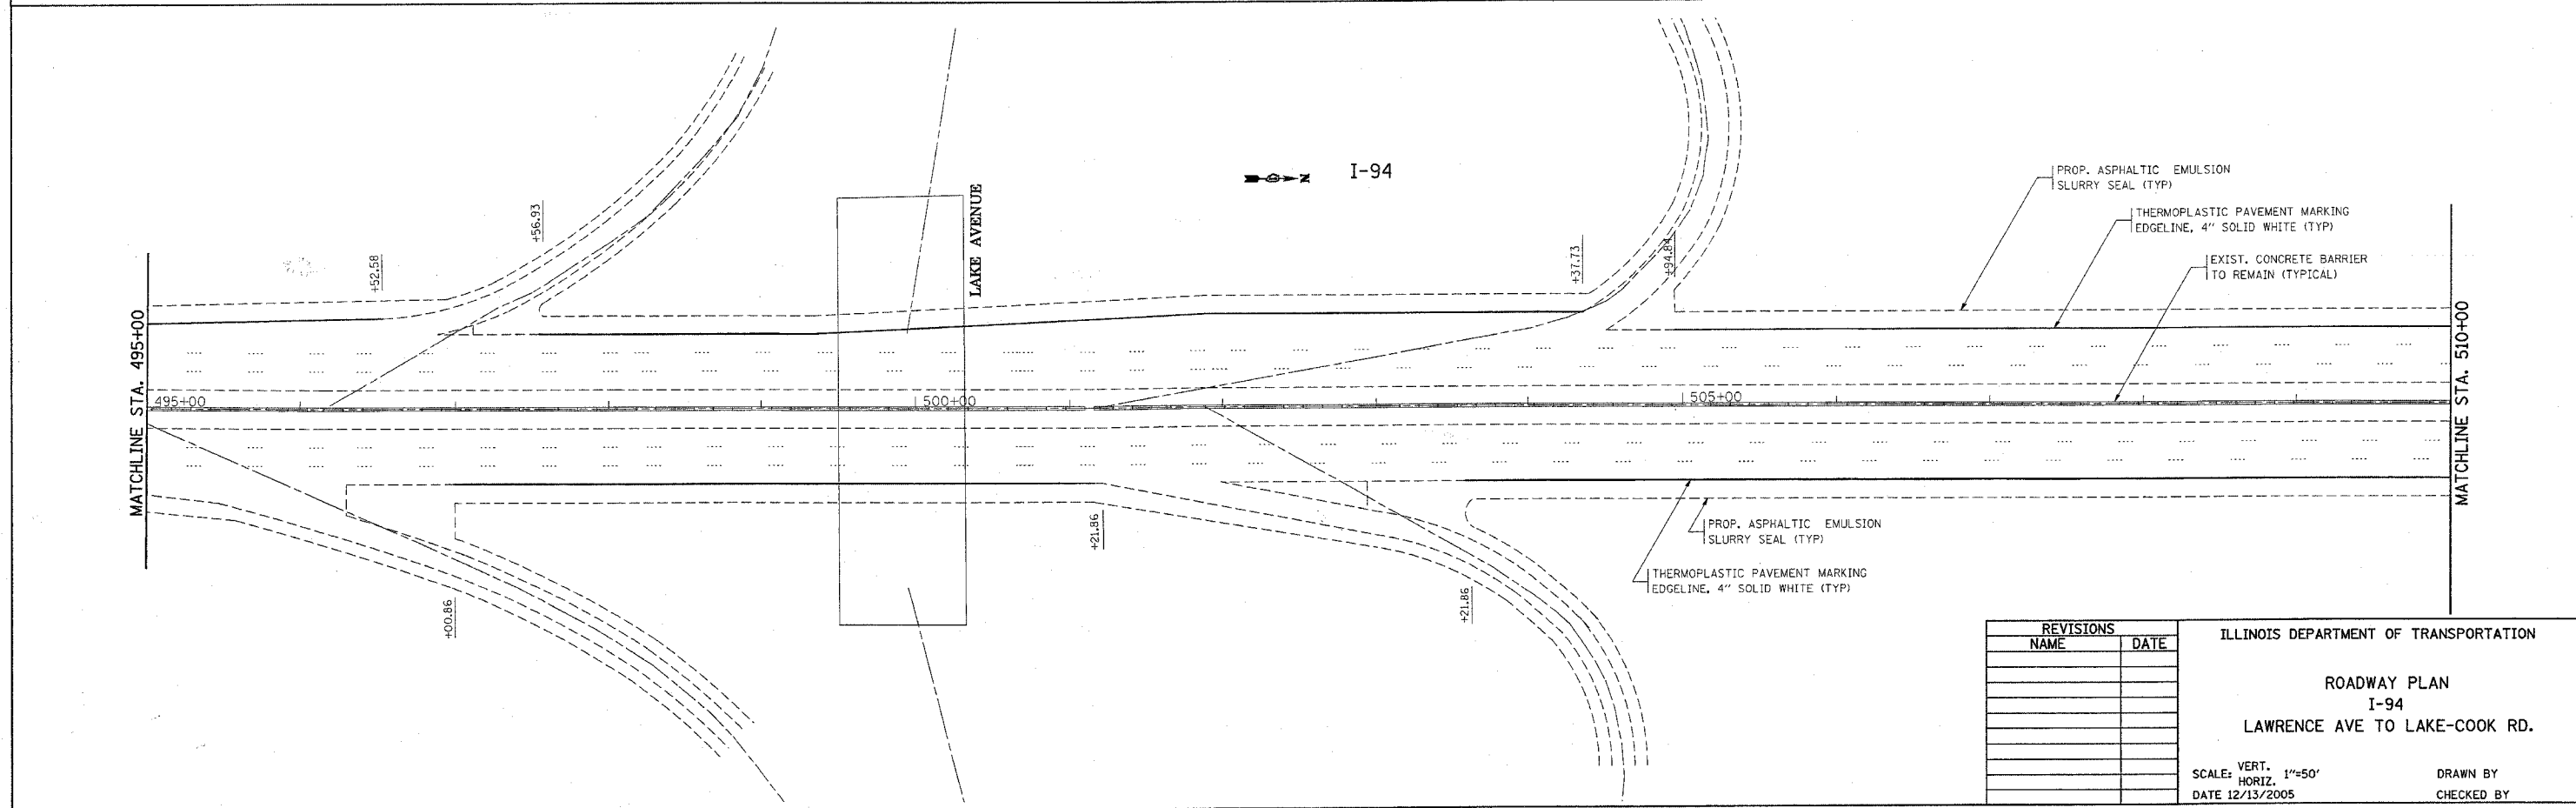 I-94
N
LAKE AVENUE
MATCHLINE STA. 495+00
MATCHLINE STA. 510+00
+52.58
+56.93
+37.73
+94.84
PROP. ASPHALTIC EMULSION
SLURRY SEAL (TYP)
THERMOPLASTIC PAVEMENT MARKING
EDGELINE, 4" SOLID WHITE (TYP)
EXIST. CONCRETE BARRIER
TO REMAIN (TYPICAL)
495+00
500+00
505+00
+00.86
+21.86
+21.86
PROP. ASPHALTIC EMULSION
SLURRY SEAL (TYP)
THERMOPLASTIC PAVEMENT MARKING
EDGELINE, 4" SOLID WHITE (TYP)
REVISIONS
NAME DATE
ILLINOIS DEPARTMENT OF TRANSPORTATION
ROADWAY PLAN
I-94
LAWRENCE AVE TO LAKE-COOK RD.
SCALE: VERT.
HORIZ. 1"=50'
DATE 12/13/2005
DRAWN BY
CHECKED BY